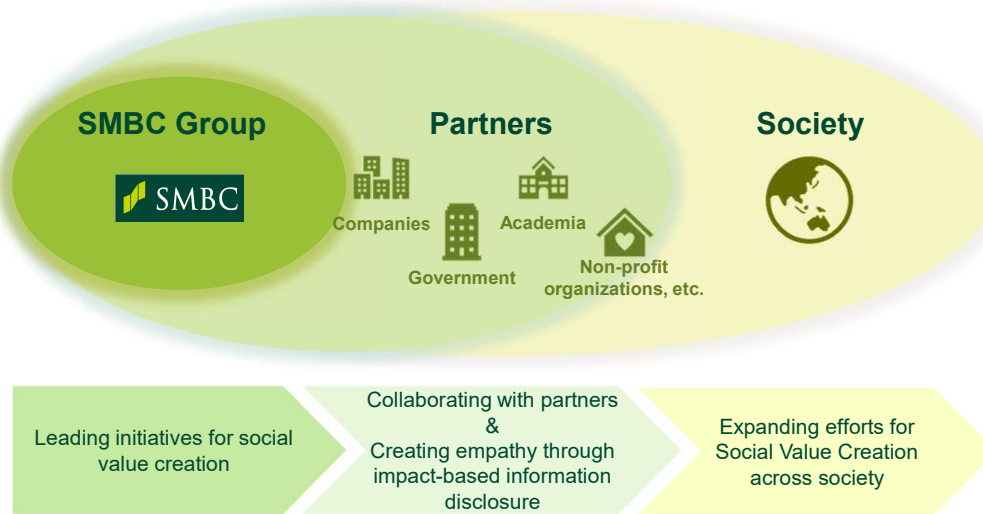 SMBC Group
Partners
Society
SMBC
Companies
Academia
Government
Non-profit
organizations, etc.
Leading initiatives for social
value creation
Collaborating with partners
&
Creating empathy through
impact-based information
disclosure
Expanding efforts for
Social Value Creation
across society